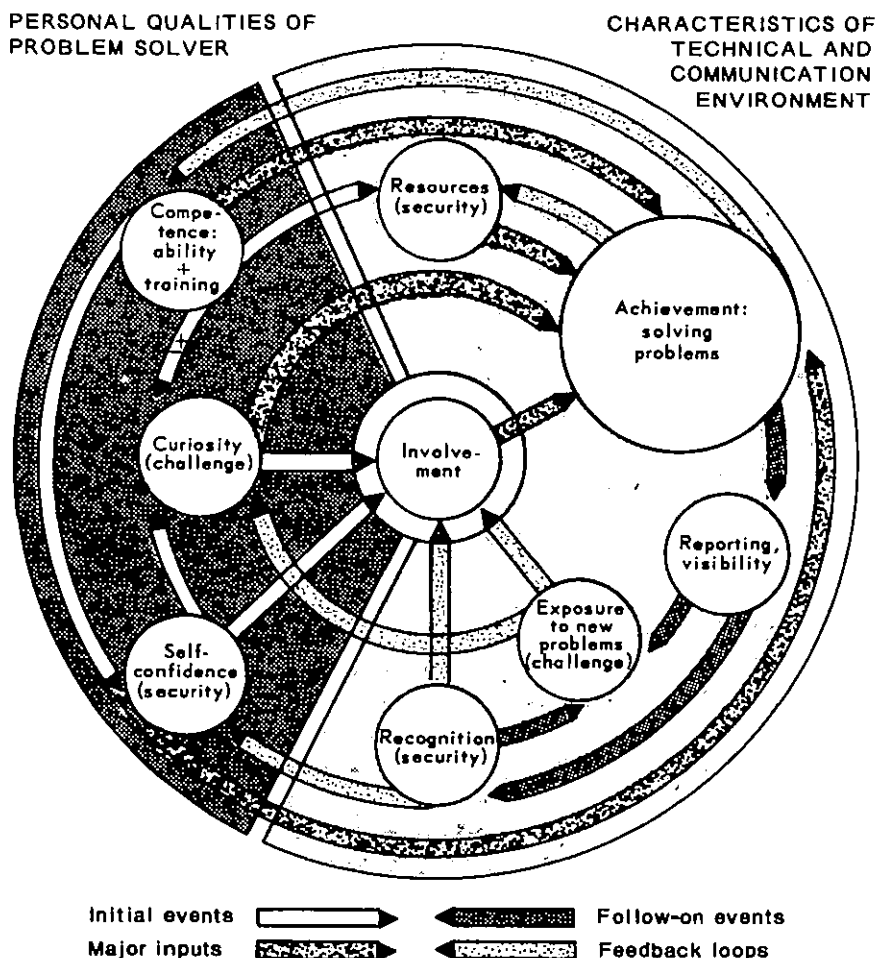 PERSONAL QUALITIES OF
PROBLEM SOLVER
CHARACTERISTICS OF
TECHNICAL AND
COMMUNICATION
ENVIRONMENT
Resources
(security)
Compe-
tence:
ability
+
training
Achievement:
solving
problems
±
Curiosity
(challenge)
Involve-
ment
Reporting,
visibility
Exposure
to new
problems
(challenge)
Self-
confidence
(security)
Recognition
(security)
Initial events
Follow-on events
Major inputs
Feedback loops